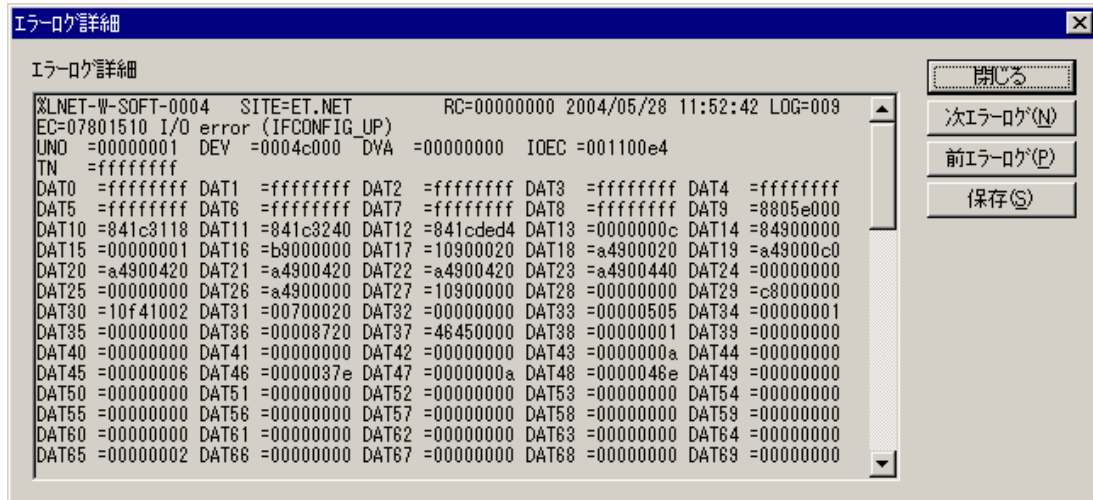 エラーログ詳細
エラーログ詳細
%LNET-W-SOFT-0004 SITE=ET.NET RC=00000000 2004/05/28 11:52:42 LOG=009
EC=07801510 I/O error (IFCONFIG_UP)
UNO =00000001 DEV =0004c000 DVA =00000000 IOEC =001100e4
TN =ffffffff
DAT0 =ffffffff DAT1 =ffffffff DAT2 =ffffffff DAT3 =ffffffff DAT4 =ffffffff
DAT5 =ffffffff DAT6 =ffffffff DAT7 =ffffffff DAT8 =ffffffff DAT9 =8805e000
DAT10 =841c3118 DAT11 =841c3240 DAT12 =841cded4 DAT13 =0000000c DAT14 =84900000
DAT15 =00000001 DAT16 =b9000000 DAT17 =10900020 DAT18 =a4900020 DAT19 =a49000c0
DAT20 =a4900420 DAT21 =a4900420 DAT22 =a4900420 DAT23 =a4900440 DAT24 =00000000
DAT25 =00000000 DAT26 =a4900000 DAT27 =10900000 DAT28 =00000000 DAT29 =c8000000
DAT30 =10f41002 DAT31 =00700020 DAT32 =00000000 DAT33 =00000505 DAT34 =00000001
DAT35 =00000000 DAT36 =00008720 DAT37 =46450000 DAT38 =00000001 DAT39 =00000000
DAT40 =00000000 DAT41 =00000000 DAT42 =00000000 DAT43 =0000000a DAT44 =00000000
DAT45 =00000006 DAT46 =0000037e DAT47 =0000000a DAT48 =0000046e DAT49 =00000000
DAT50 =00000000 DAT51 =00000000 DAT52 =00000000 DAT53 =00000000 DAT54 =00000000
DAT55 =00000000 DAT56 =00000000 DAT57 =00000000 DAT58 =00000000 DAT59 =00000000
DAT60 =00000000 DAT61 =00000000 DAT62 =00000000 DAT63 =00000000 DAT64 =00000000
DAT65 =00000002 DAT66 =00000000 DAT67 =00000000 DAT68 =00000000 DAT69 =00000000
閉じる
次エラーログ(N)
前エラーログ(P)
保存(S)